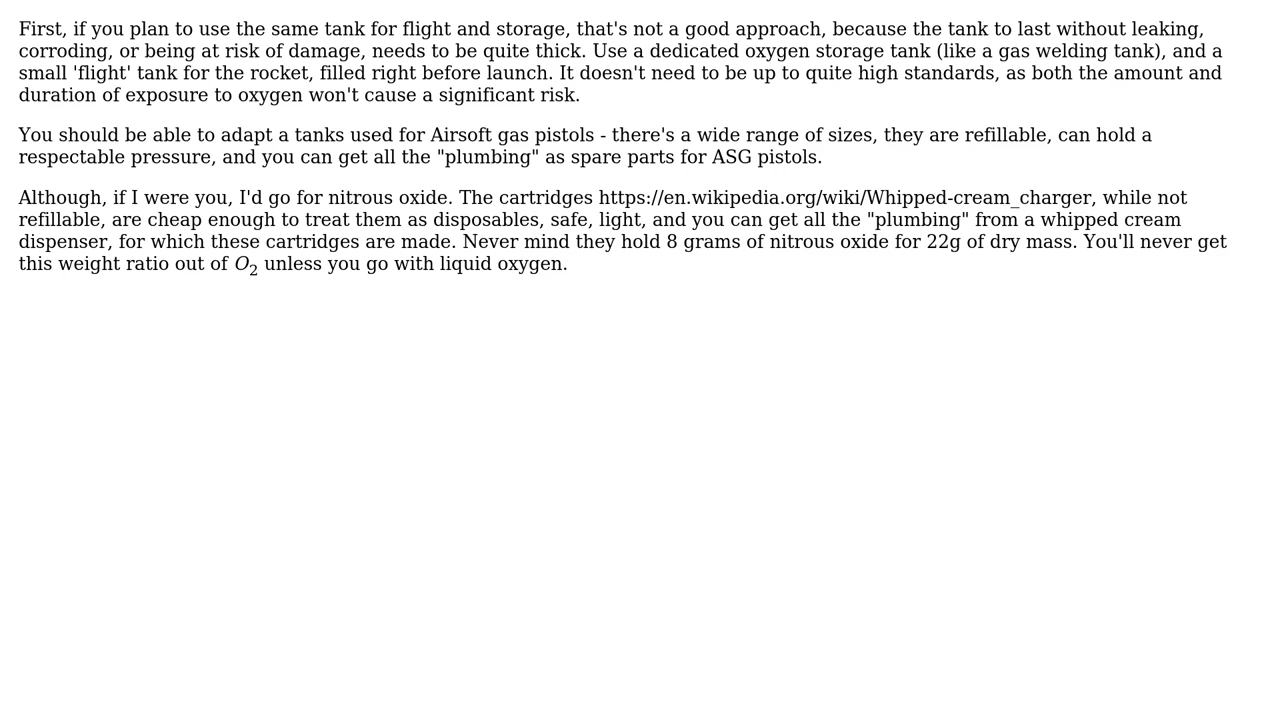 First, if you plan to use the same tank for flight and storage, that's not a good approach, because the tank to last without leaking,
corroding, or being at risk of damage, needs to be quite thick. Use a dedicated oxygen storage tank (like a gas welding tank), and a
small 'flight' tank for the rocket, filled right before launch. It doesn't need to be up to quite high standards, as both the amount and
duration of exposure to oxygen won't cause a significant risk.
You should be able to adapt a tanks used for Airsoft gas pistols - there's a wide range of sizes, they are refillable, can hold a
respectable pressure, and you can get all the "plumbing" as spare parts for ASG pistols.
Although, if I were you, I'd go for nitrous oxide. The cartridges https://en.wikipedia.org/wiki/Whipped-cream_charger, while not
refillable, are cheap enough to treat them as disposables, safe, light, and you can get all the "plumbing" from a whipped cream
dispenser, for which these cartridges are made. Never mind they hold 8 grams of nitrous oxide for 22g of dry mass. You'll never get
this weight ratio out of O₂ unless you go with liquid oxygen.